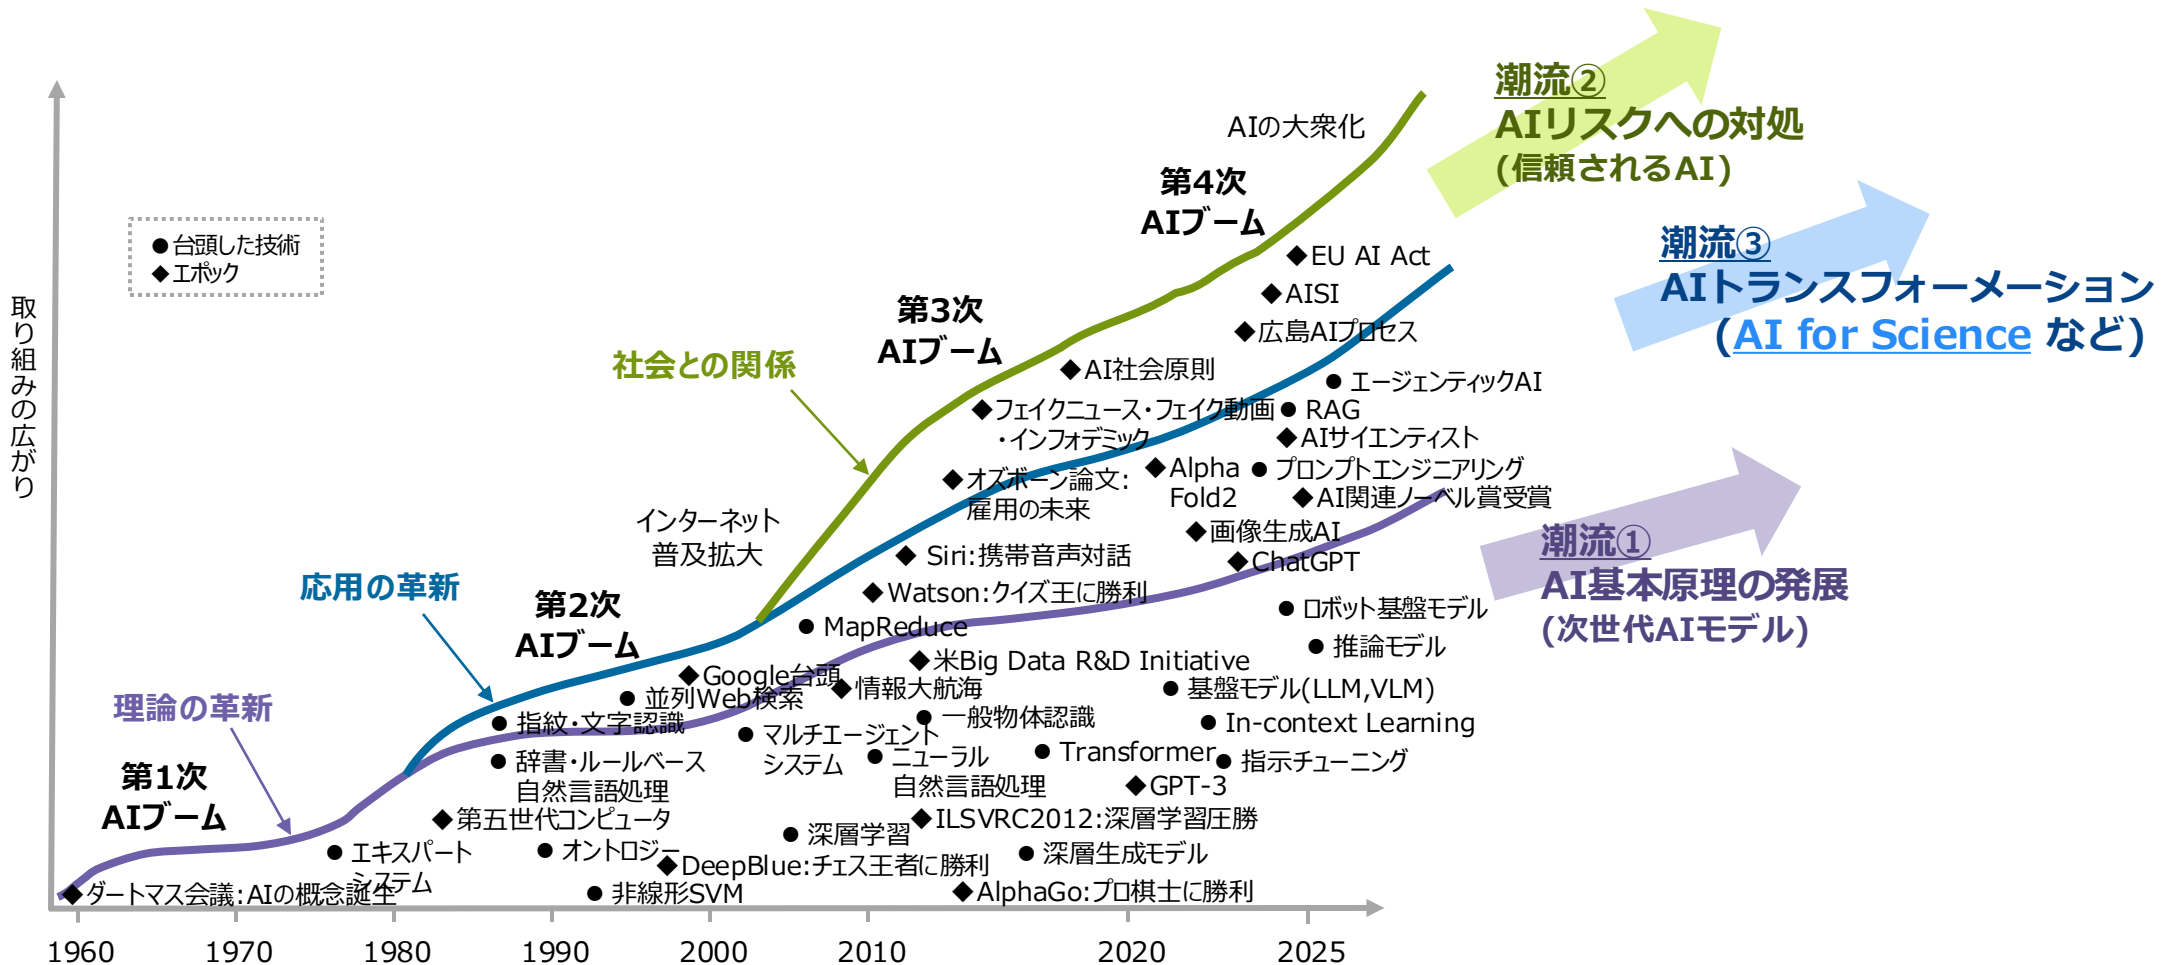 潮流②
AIリスクへの対処
(信頼されるAI)
AIの大衆化
第4次
AIブーム
潮流③
AIトランスフォーメーション
(AI for Science など)
●台頭した技術
◆エポック
取り組みの広がり
◆EU AI Act
◆AISI
◆広島AIプロセス
第3次
AIブーム
社会との関係
◆AI社会原則
●エージェンティックAI
◆フェイクニュース・フェイク動画
・インフォデミック
●RAG
◆AIサイエンティスト
◆Alpha
Fold2
●プロンプトエンジニアリング
◆AI関連ノーベル賞受賞
◆オズボーン論文:
雇用の未来
インターネット
普及拡大
◆画像生成AI
◆ChatGPT
潮流①
AI基本原理の発展
(次世代AIモデル)
◆Siri:携帯音声対話
◆Watson:クイズ王に勝利
応用の革新
第2次
AIブーム
●MapReduce
●ロボット基盤モデル
●推論モデル
◆米Big Data R&D Initiative
◆Google台頭
◆情報大航海
●並列Web検索
●基盤モデル(LLM,VLM)
理論の革新
●指紋・文字認識
●一般物体認識
●In-context Learning
●マルチエージェント
システム
●ニューラル
自然言語処理
●Transformer
●指示チューニング
●辞書・ルールベース
自然言語処理
◆GPT-3
第1次
AIブーム
◆第五世代コンピュータ
◆ILSVRC2012:深層学習圧勝
●深層学習
●エキスパート
システム
●オントロジー
◆DeepBlue:チェス王者に勝利
●深層生成モデル
◆ダートマス会議:AIの概念誕生
●非線形SVM
◆AlphaGo:プロ棋士に勝利
1960
1970
1980
1990
2000
2010
2020
2025